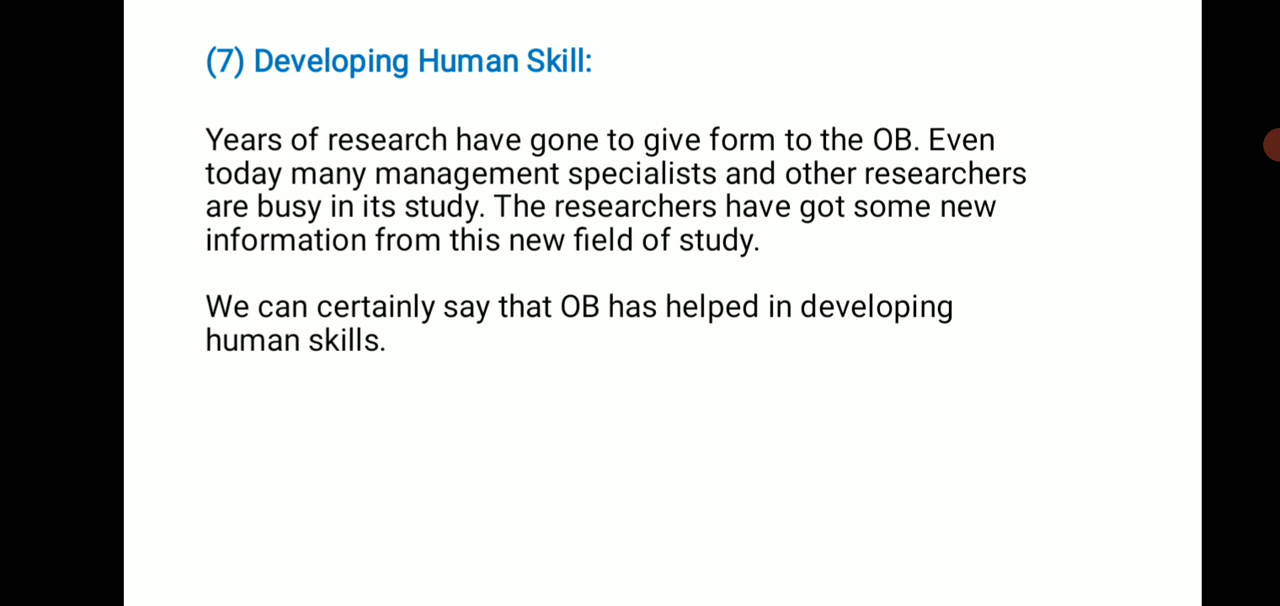 (7) Developing Human Skill:
Years of research have gone to give form to the OB. Even
today many management specialists and other researchers
are busy in its study. The researchers have got some new
information from this new field of study.
We can certainly say that OB has helped in developing
human skills.